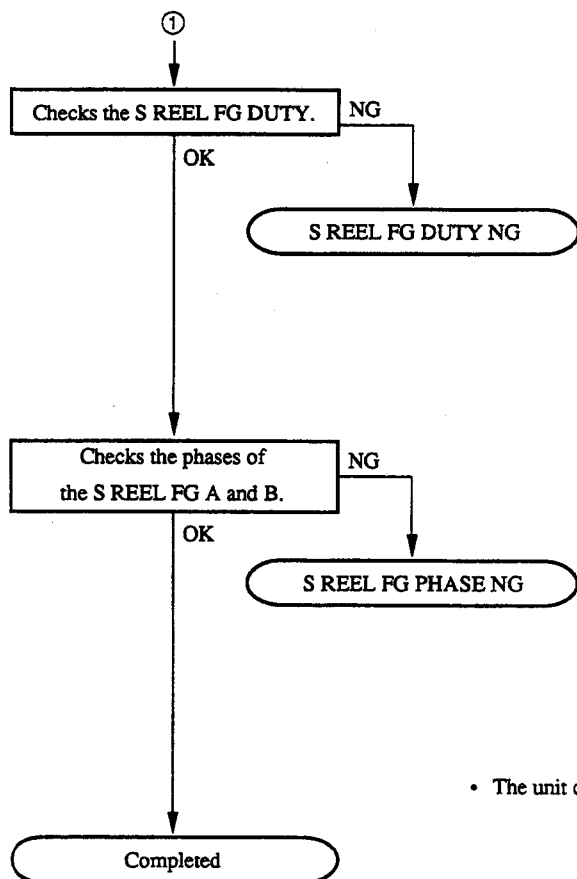 ①
Checks the S REEL FG DUTY.
NG
OK
S REEL FG DUTY NG
Checks the phases of
the S REEL FG A and B.
NG
OK
S REEL FG PHASE NG
• The unit
Completed